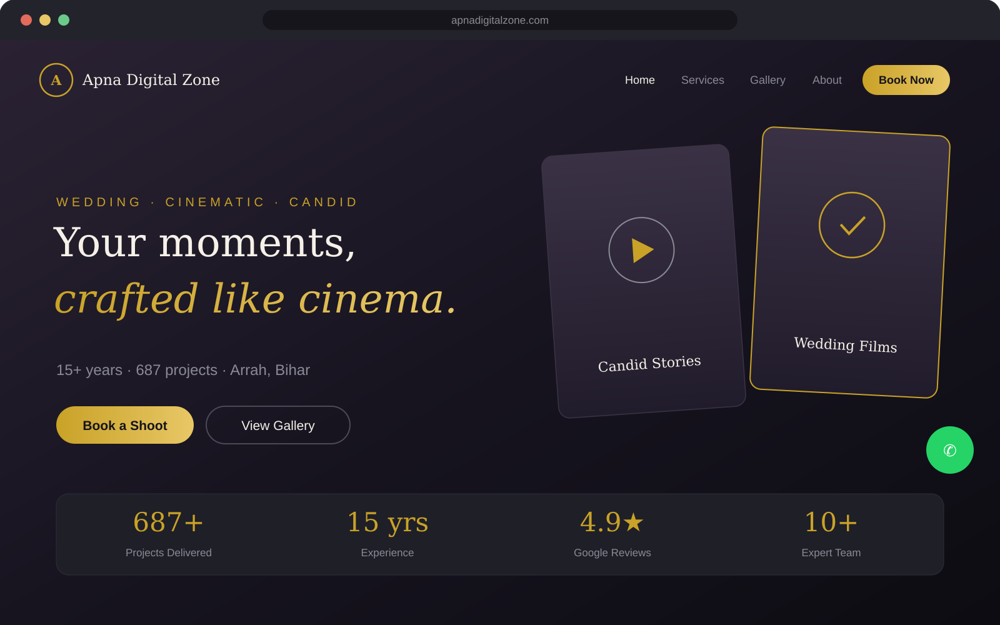 apnadigitalzone.com
A
Apna Digital Zone
Home
Services
Gallery
About
Book Now
WEDDING · CINEMATIC · CANDID
Your moments,
crafted like cinema.
15+ years · 687 projects · Arrah, Bihar
Book a Shoot
View Gallery
Candid Stories
Wedding Films
✆
687+
Projects Delivered
15 yrs
Experience
4.9★
Google Reviews
10+
Expert Team